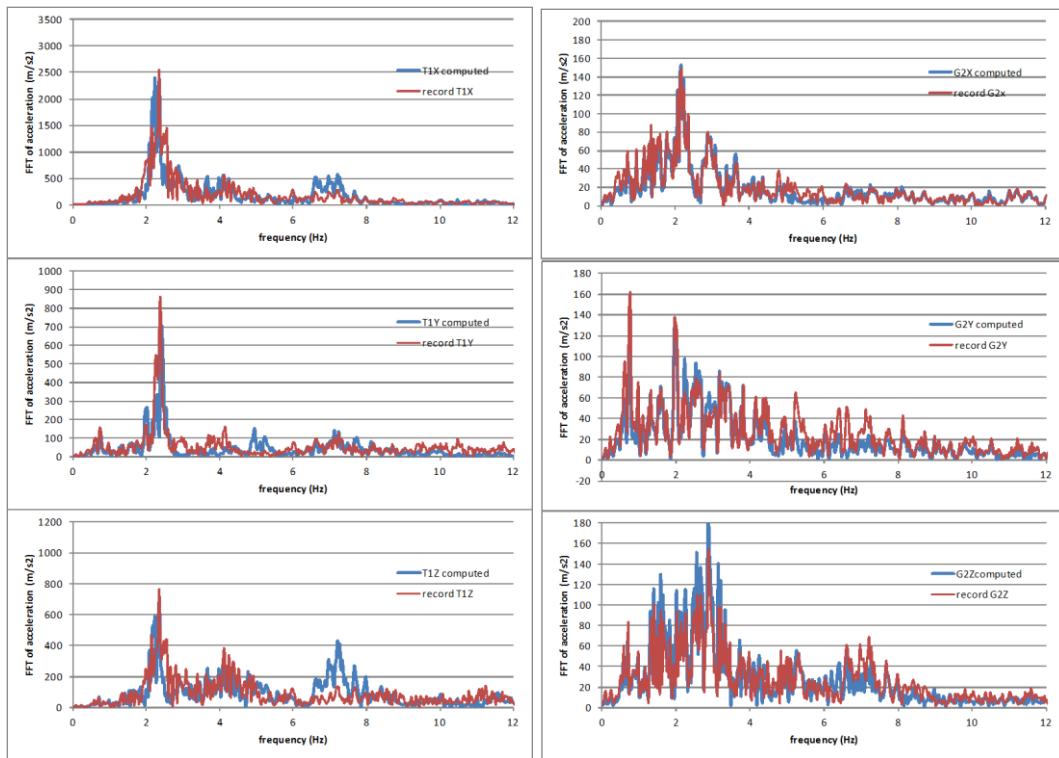 FFT of acceleration (m/s2)
3500
3000
2500
2000
1500
1000
500
0
T1X computed
record T1X
0 2 4 6 8 10 12
frequency (Hz)
FFT of acceleration (m/s2)
200
180
160
140
120
100
80
60
40
20
0
G2X computed
record G2x
0 2 4 6 8 10 12
frequency (Hz)
FFT of acceleration (m/s2)
1000
900
800
700
600
500
400
300
200
100
0
T1Y computed
record T1Y
0 2 4 6 8 10 12
frequency (Hz)
FFT of acceleration (m/s2)
180
160
140
120
100
80
60
40
20
0
-20
G2Y computed
record G2Y
0 2 4 6 8 10 12
frequency (Hz)
FFT of acceleration (m/s2)
1200
1000
800
600
400
200
0
T1Z computed
record T1Z
0 2 4 6 8 10 12
frequency (Hz)
FFT of acceleration (m/s2)
180
160
140
120
100
80
60
40
20
0
G2Zcomputed
record G2Z
0 2 4 6 8 10 12
frequency (Hz)